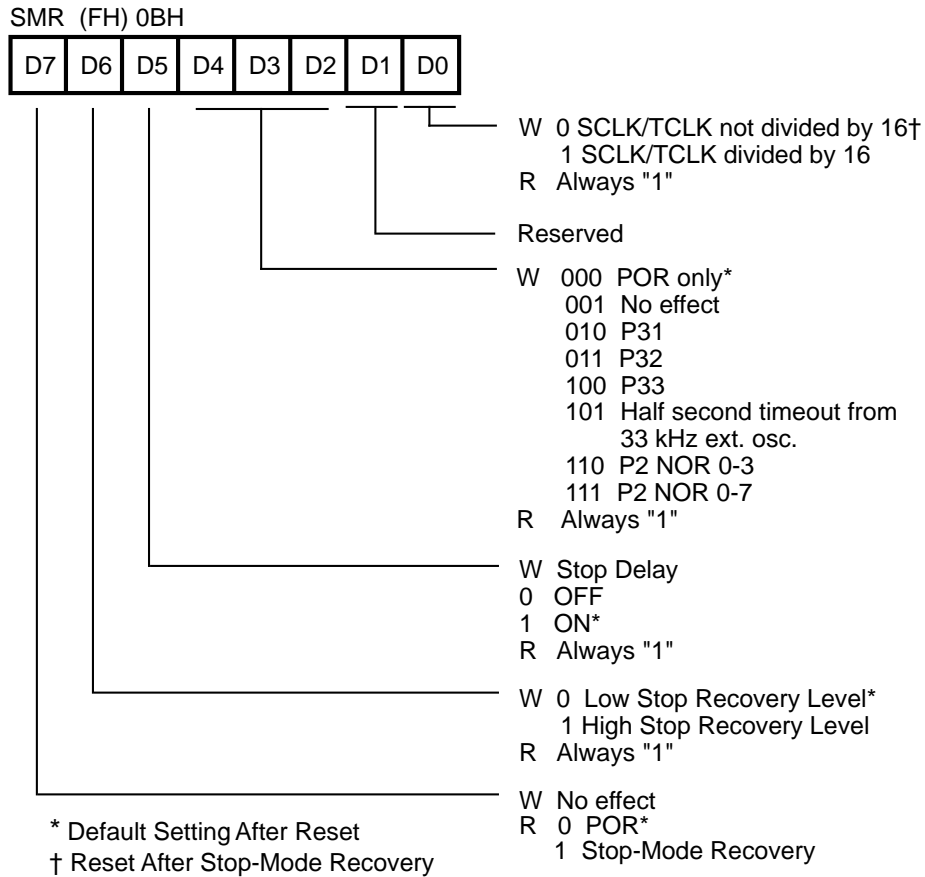 SMR (FH) 0BH
D7 D6 D5 D4 D3 D2 D1 D0
W 0 SCLK/TCLK not divided by 16†
1 SCLK/TCLK divided by 16
R Always "1"
Reserved
W 000 POR only*
001 No effect
010 P31
011 P32
100 P33
101 Half second timeout from
33 kHz ext. osc.
110 P2 NOR 0-3
111 P2 NOR 0-7
R Always "1"
W Stop Delay
0 OFF
1 ON*
R Always "1"
W 0 Low Stop Recovery Level*
1 High Stop Recovery Level
R Always "1"
W No effect
R 0 POR*
1 Stop-Mode Recovery
* Default Setting After Reset
† Reset After Stop-Mode Recovery